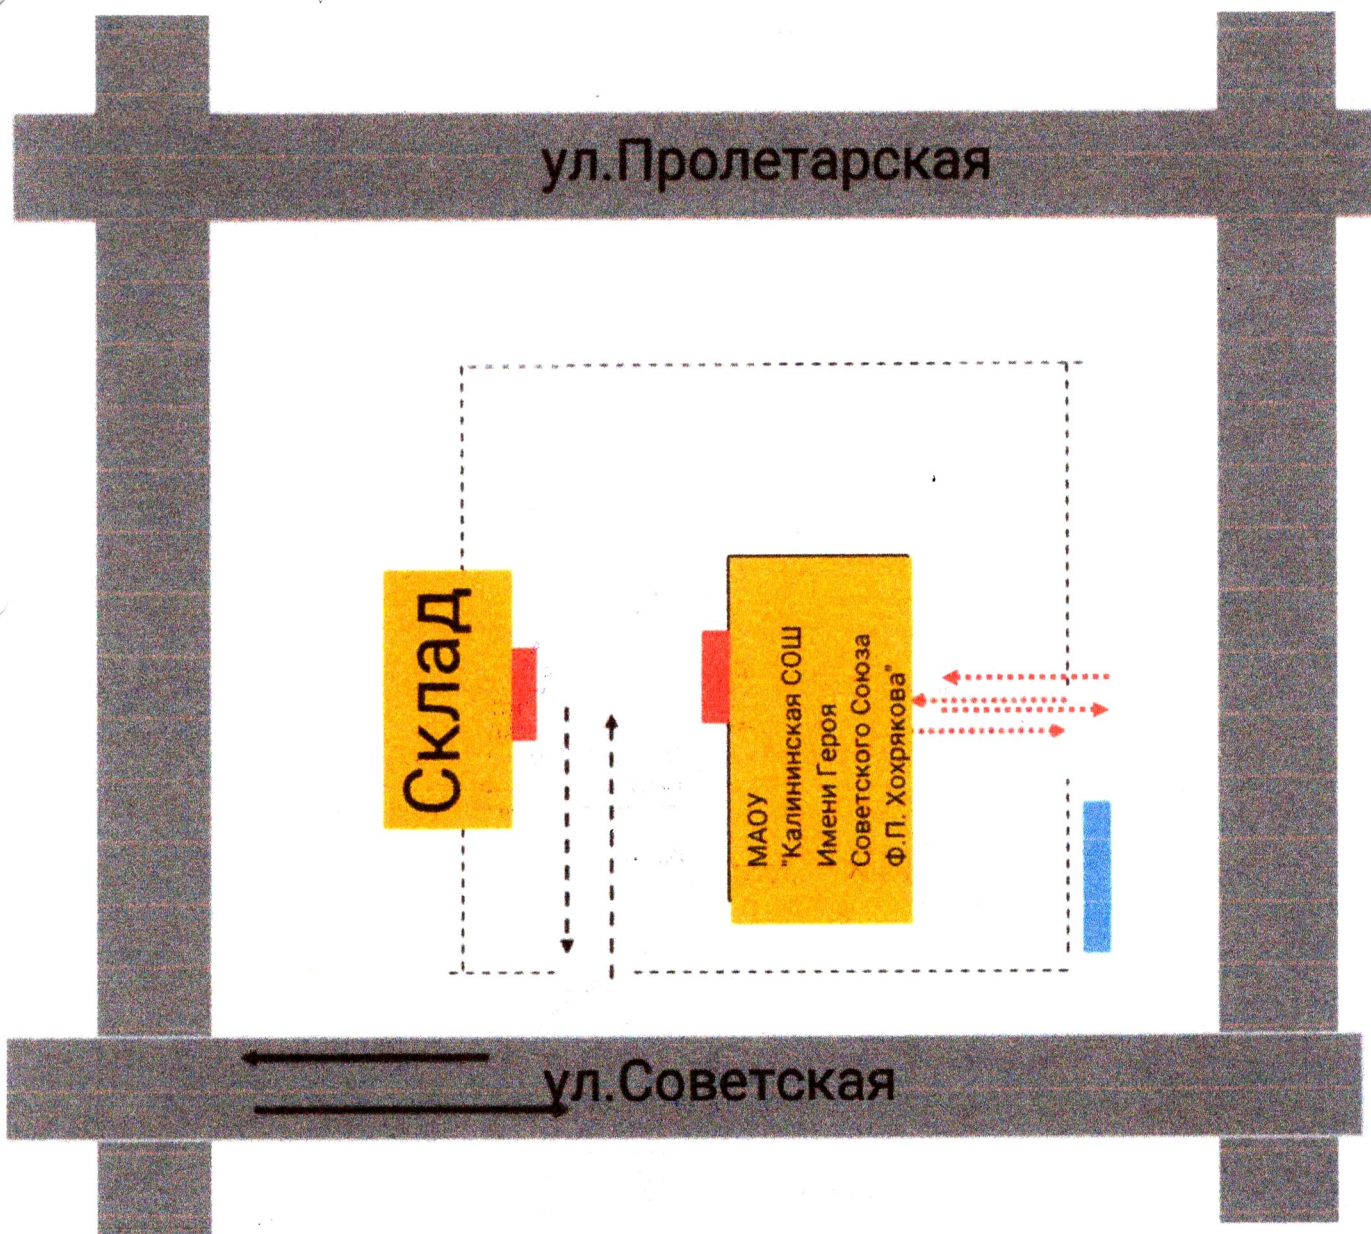 ул.Пролетарская
Склад
МАОУ
"Калининская СОШ
Имени Героя
Советского Союза
Ф.П. Хохрякова"
ул.Советская